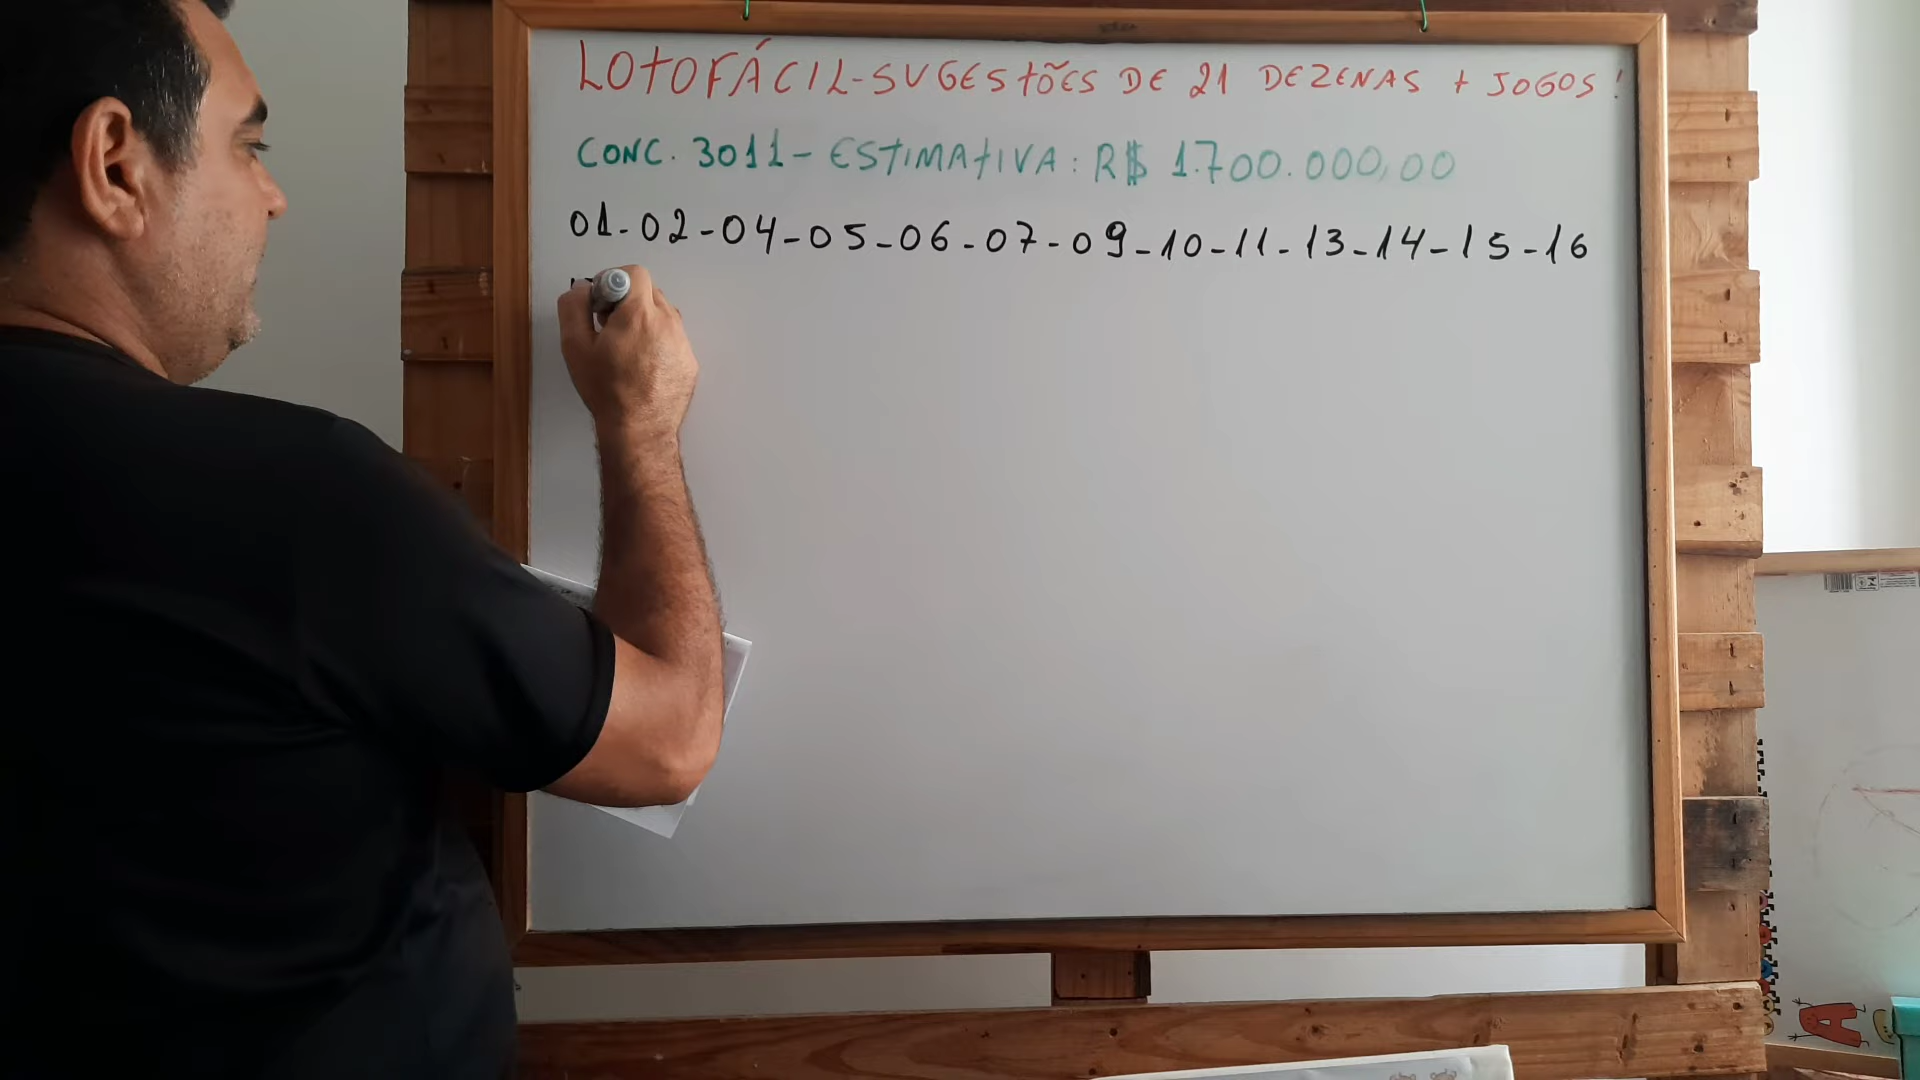 LOTOFÁCIL-SUGESTÕES DE 21 DEZENAS + JOGOS!
CONC. 3011-ESTIMATIVA: R$ 1.700.000,00
01-02-04-05-06-07-09-10-11-13-14-15-16